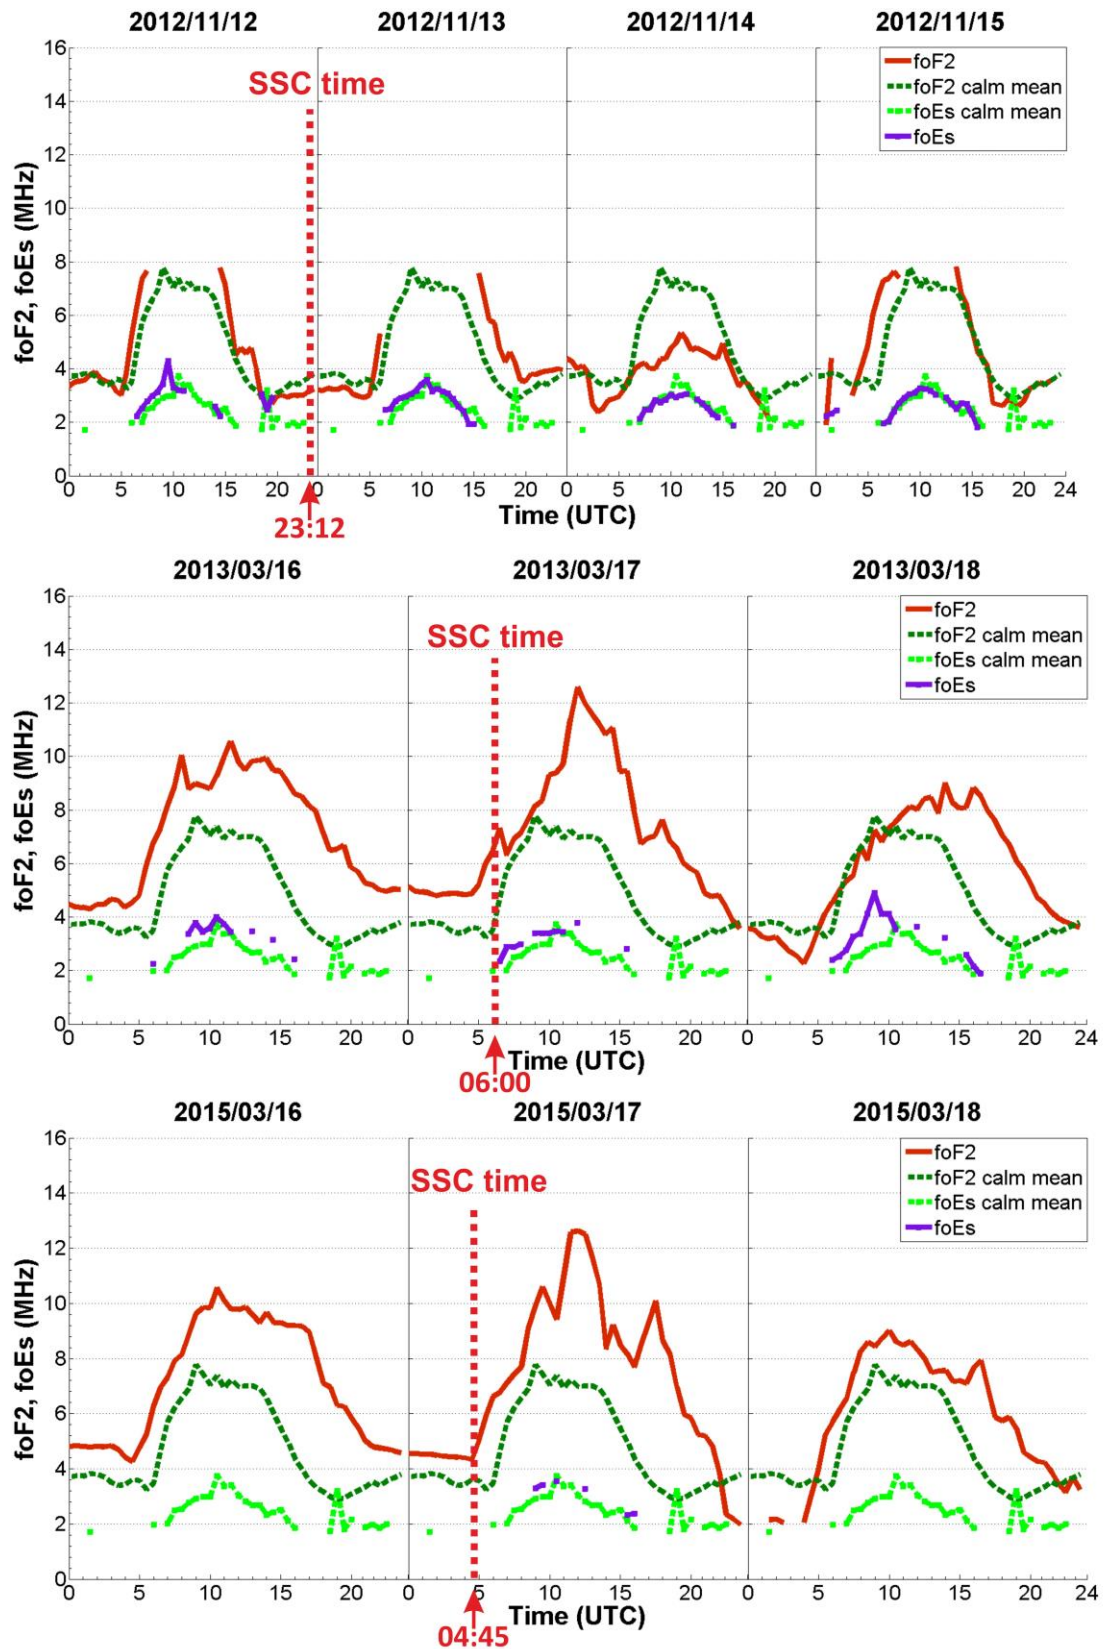 2012/11/12 2012/11/13 2012/11/14 2012/11/15
16
14
12
10
8
6
4
2
0
foF2, foEs (MHz)
SSC time
foF2
foF2 calm mean
foEs calm mean
foEs
0 5 10 15 20 0 5 10 15 20 0 5 10 15 20 0 5 10 15 20 24
23:12
Time (UTC)
2013/03/16 2013/03/17 2013/03/18
16
14
12
10
8
6
4
2
0
foF2, foEs (MHz)
SSC time
foF2
foF2 calm mean
foEs calm mean
foEs
0 5 10 15 20 0 5 10 15 20 0 5 10 15 20 24
06:00
Time (UTC)
2015/03/16 2015/03/17 2015/03/18
16
14
12
10
8
6
4
2
0
foF2, foEs (MHz)
SSC time
foF2
foF2 calm mean
foEs calm mean
foEs
0 5 10 15 20 0 5 10 15 20 0 5 10 15 20 24
04:45
Time (UTC)